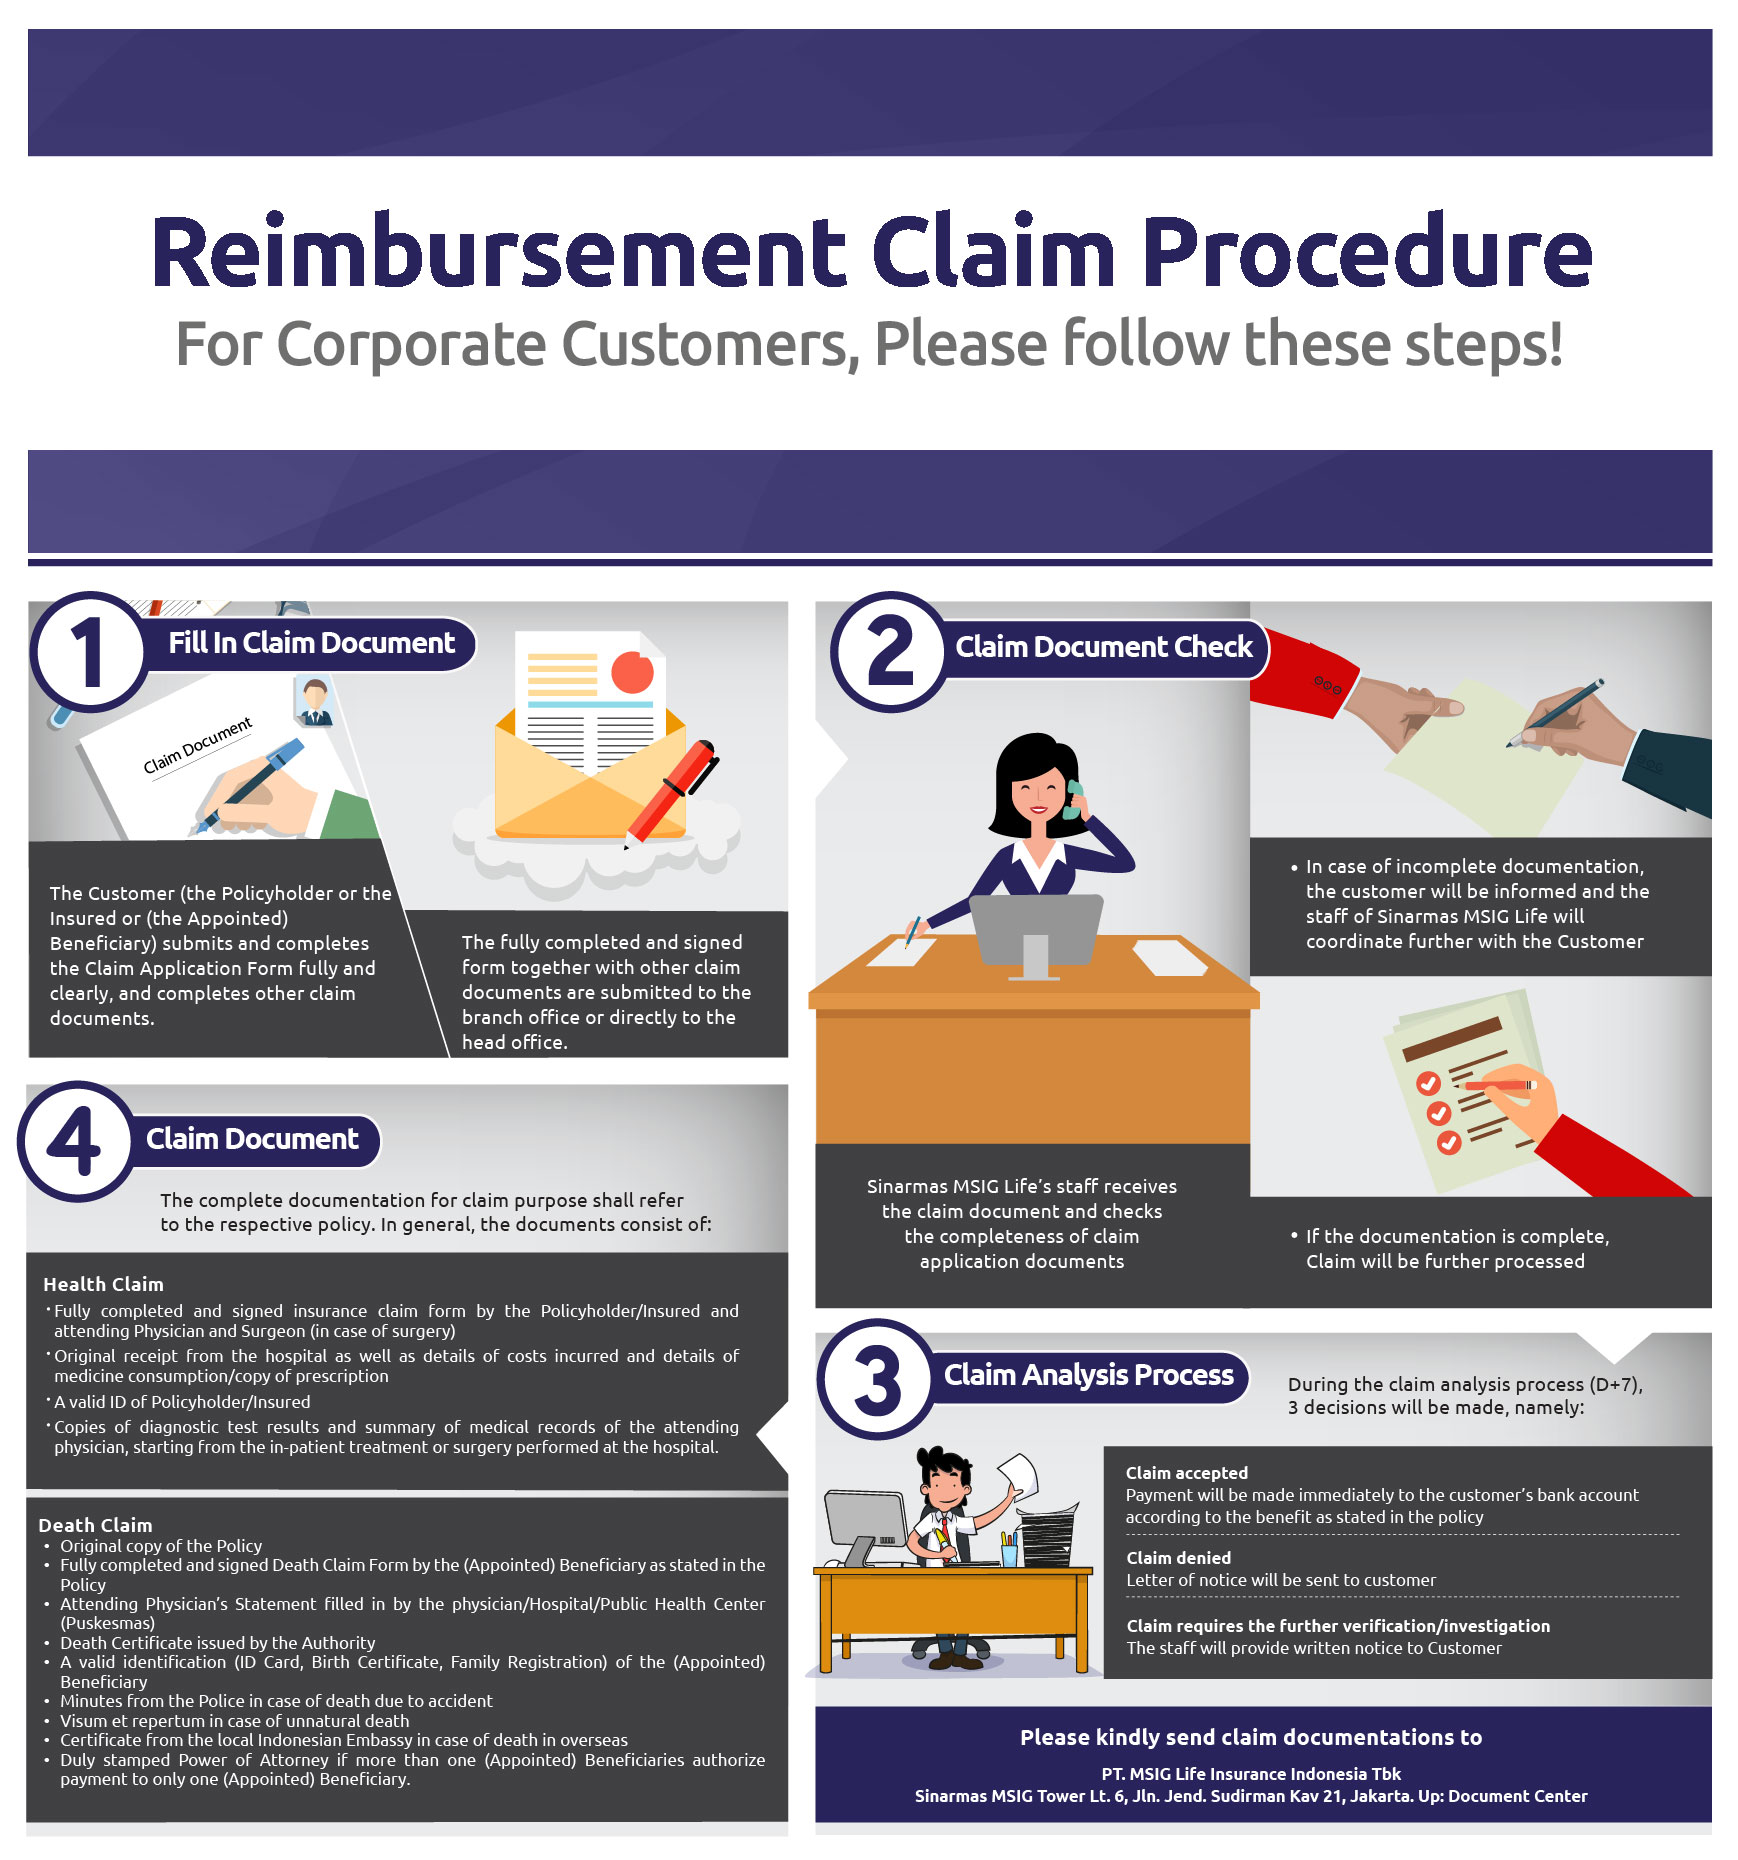 Reimbursement Claim Procedure
For Corporate Customers, Please follow these steps!
1
Fill In Claim Document
Claim Document
The Customer (the Policyholder or the
Insured or (the Appointed)
Beneficiary) submits and completes
the Claim Application Form fully and
clearly, and completes other claim
documents.
The fully completed and signed
form together with other claim
documents are submitted to the
branch office or directly to the
head office.
2
Claim Document Check
Sinarmas MSIG Life’s staff receives
the claim document and checks
the completeness of claim
application documents
• In case of incomplete documentation,
the customer will be informed and the
staff of Sinarmas MSIG Life will
coordinate further with the Customer
• If the documentation is complete,
Claim will be further processed
3
Claim Analysis Process
During the claim analysis process (D+7),
3 decisions will be made, namely:
Claim accepted
Payment will be made immediately to the customer’s bank account
according to the benefit as stated in the policy
Claim denied
Letter of notice will be sent to customer
Claim requires the further verification/investigation
The staff will provide written notice to Customer
4
Claim Document
The complete documentation for claim purpose shall refer
to the respective policy. In general, the documents consist of:
Health Claim
• Fully completed and signed insurance claim form by the Policyholder/Insured and
attending Physician and Surgeon (in case of surgery)
• Original receipt from the hospital as well as details of costs incurred and details of
medicine consumption/copy of prescription
• A valid ID of Policyholder/Insured
• Copies of diagnostic test results and summary of medical records of the attending
physician, starting from the in-patient treatment or surgery performed at the hospital.
Death Claim
• Original copy of the Policy
• Fully completed and signed Death Claim Form by the (Appointed) Beneficiary as stated in the
Policy
• Attending Physician’s Statement filled in by the physician/Hospital/Public Health Center
(Puskesmas)
• Death Certificate issued by the Authority
• A valid identification (ID Card, Birth Certificate, Family Registration) of the (Appointed)
Beneficiary
• Minutes from the Police in case of death due to accident
• Visum et repertum in case of unnatural death
• Certificate from the local Indonesian Embassy in case of death in overseas
• Duly stamped Power of Attorney if more than one (Appointed) Beneficiaries authorize
payment to only one (Appointed) Beneficiary.
Please kindly send claim documentations to
PT. MSIG Life Insurance Indonesia Tbk
Sinarmas MSIG Tower Lt. 6, Jln. Jend. Sudirman Kav 21, Jakarta. Up: Document Center